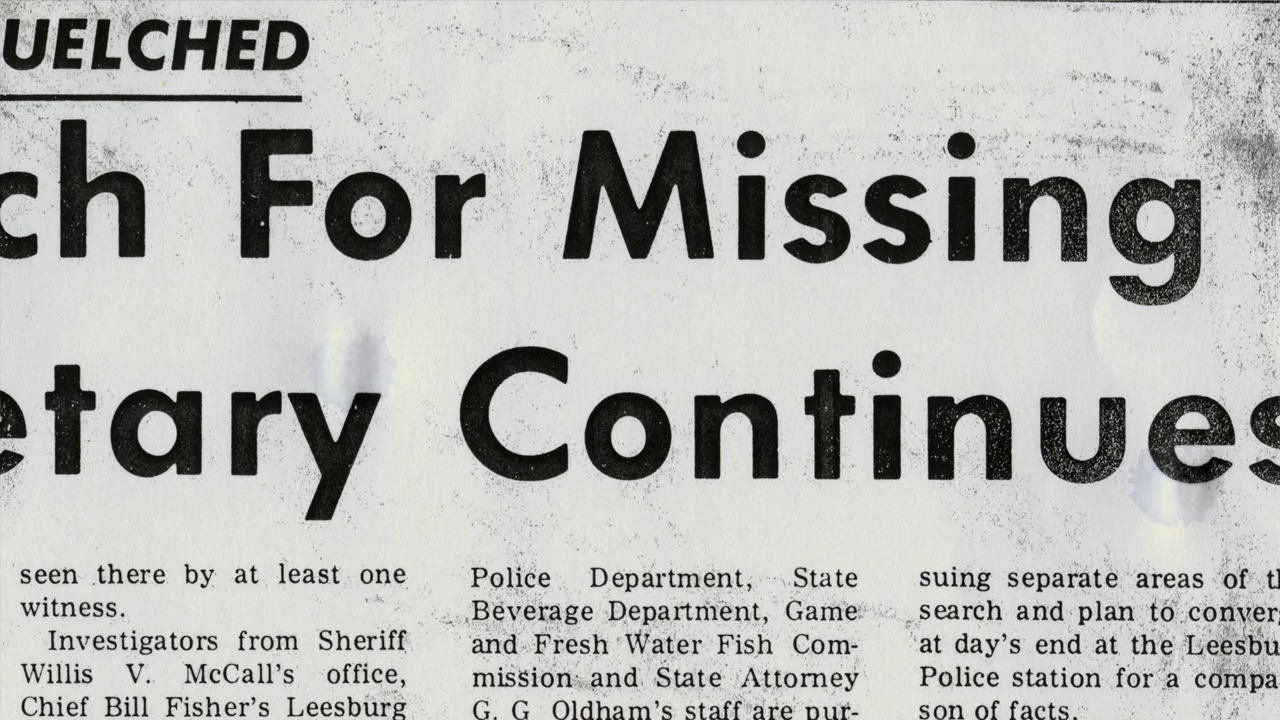 UELCHED
ch For Missing
etary Continues
seen there by at least one
witness.
Investigators from Sheriff
Willis V. McCall's office,
Chief Bill Fisher's Leesburg
Police Department, State
Beverage Department, Game
and Fresh Water Fish Com-
mission and State Attorney
G. G Oldham's staff are pur-
suing separate areas of th
search and plan to conver
at day's end at the Leesbu
Police station for a compa
son of facts.